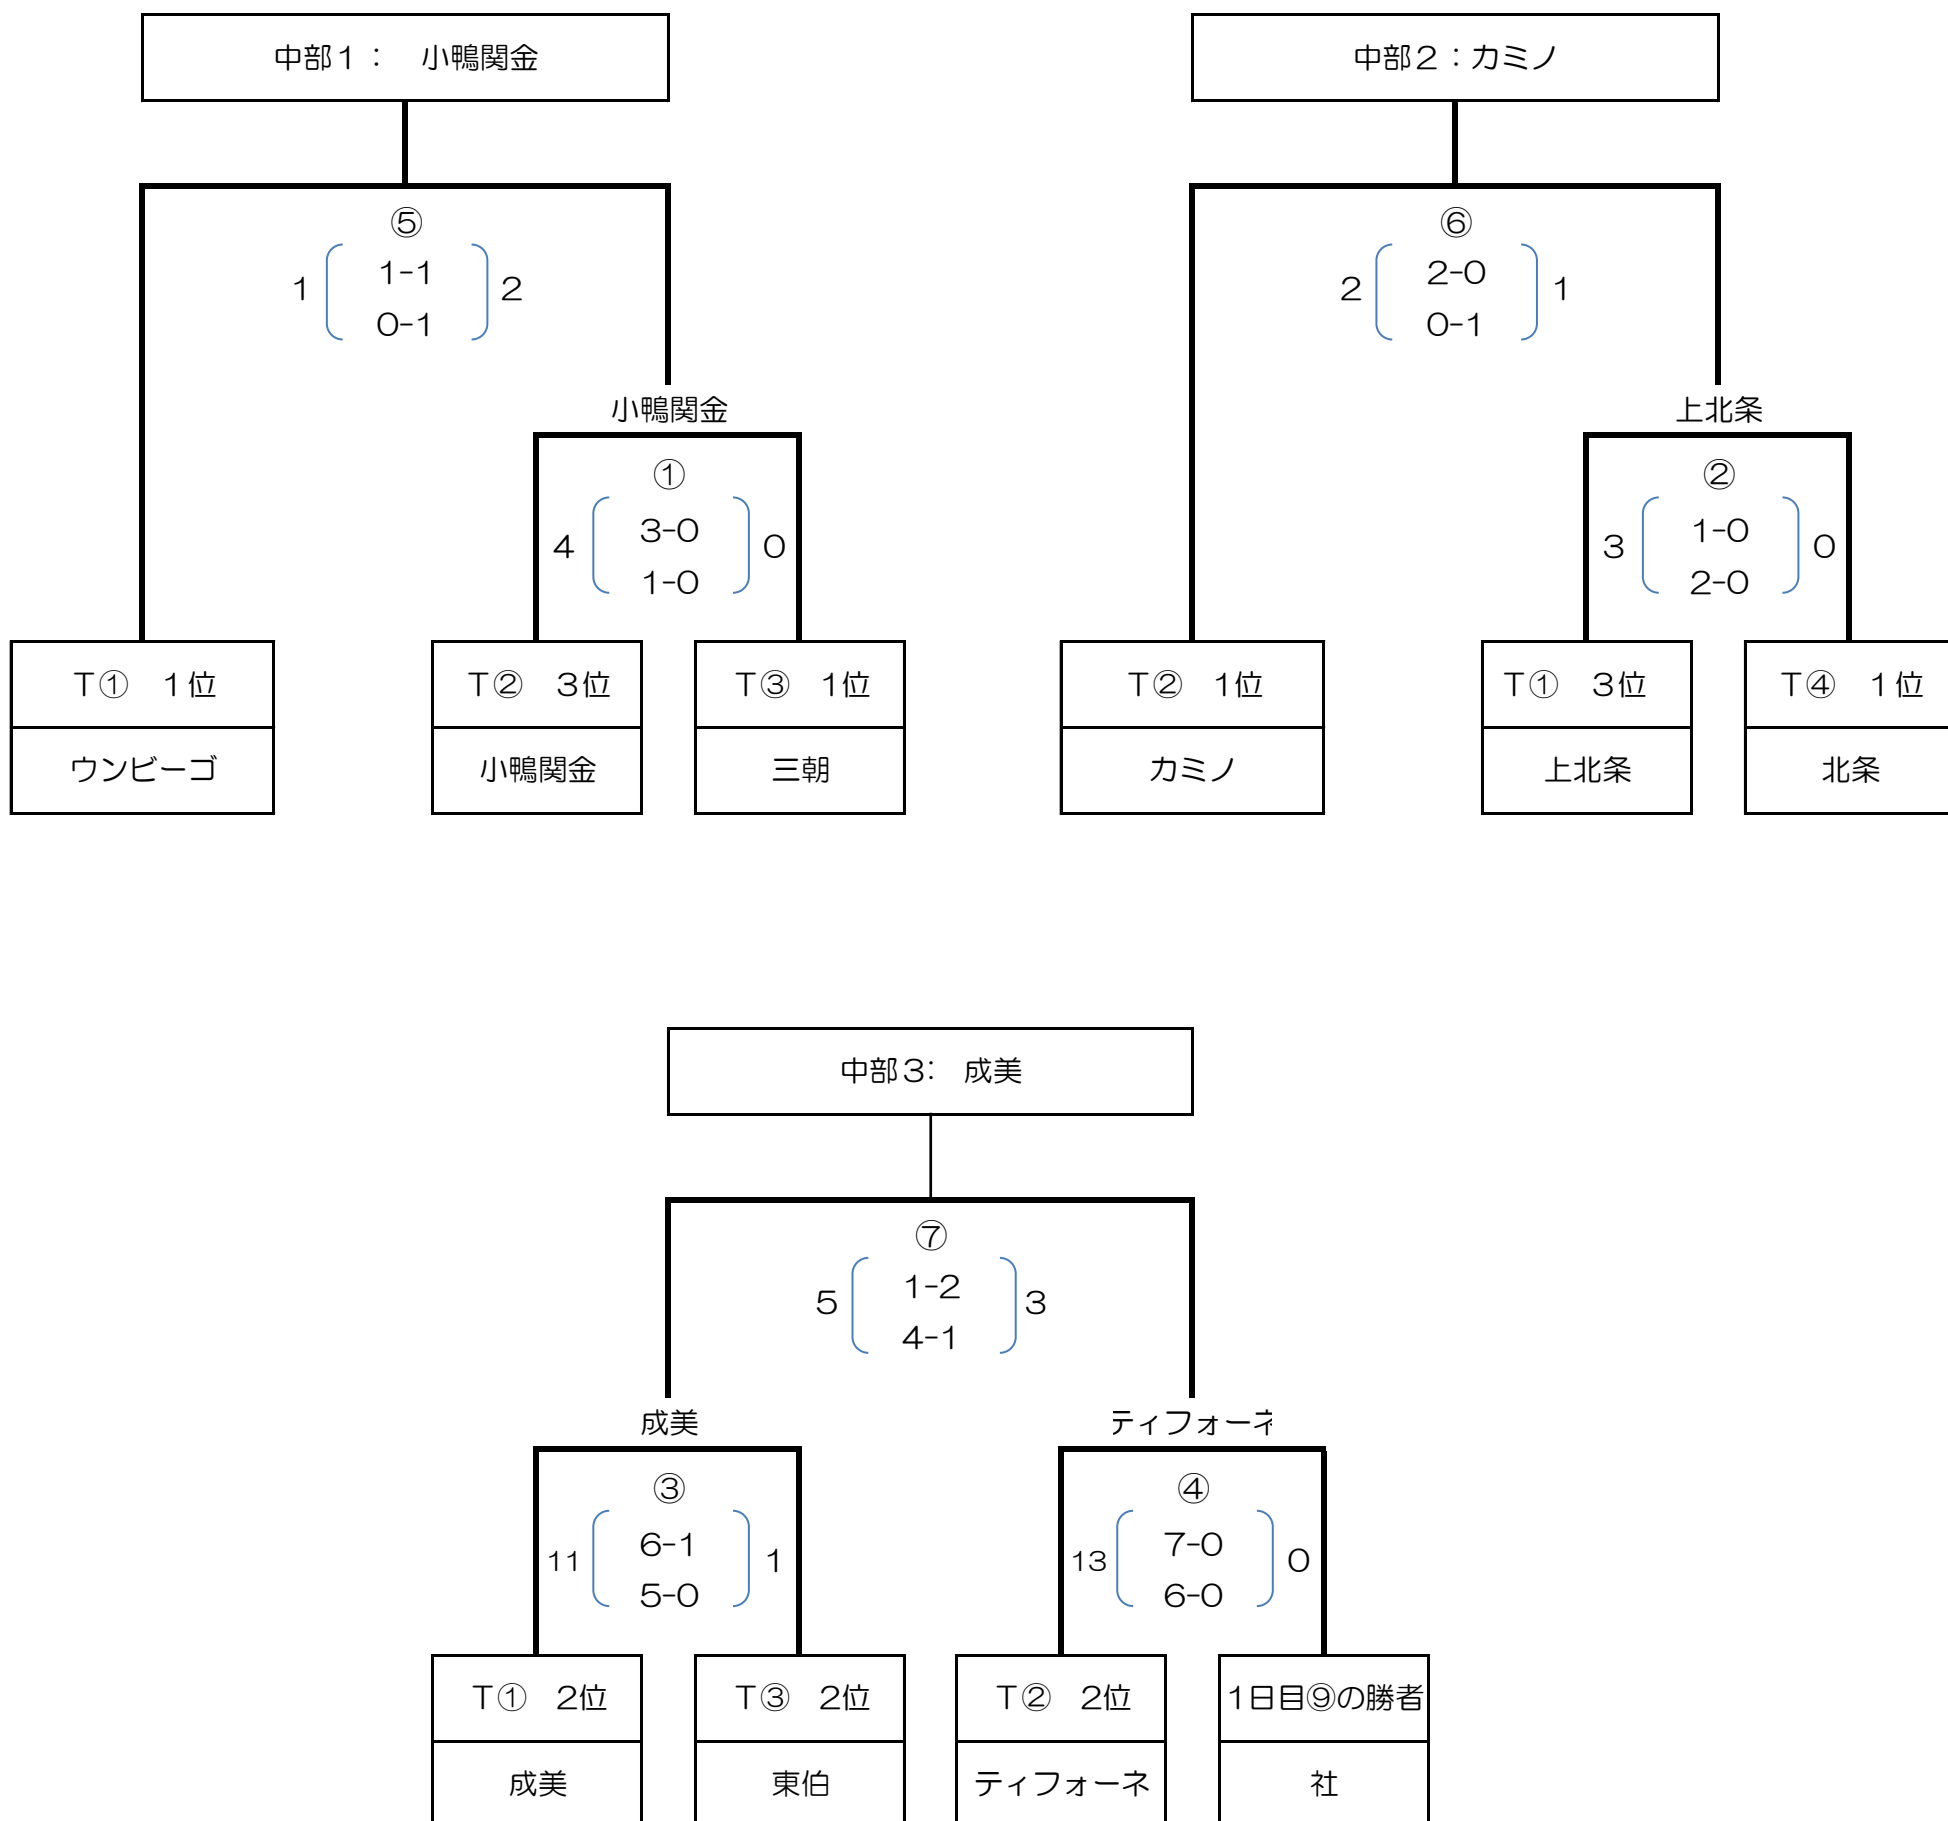 中部１：　小鴨関金
中部２：カミノ
⑤
1-1
1
2
0-1
⑥
2-0
2
1
0-1
小鴨関金
上北条
①
3-0
4
0
1-0
②
1-0
3
0
2-0
Ｔ①　１位
Ｔ②　３位
Ｔ③　1位
Ｔ②　1位
Ｔ①　３位
Ｔ④　１位
ウンビーゴ
小鴨関金
三朝
カミノ
上北条
北条
中部３:　成美
⑦
1-2
5
3
4-1
成美
ティフォーネ
③
6-1
11
1
5-0
④
7-0
13
0
6-0
Ｔ①　2位
Ｔ③　2位
Ｔ②　2位
1日目⑨の勝者
成美
東伯
ティフォーネ
社